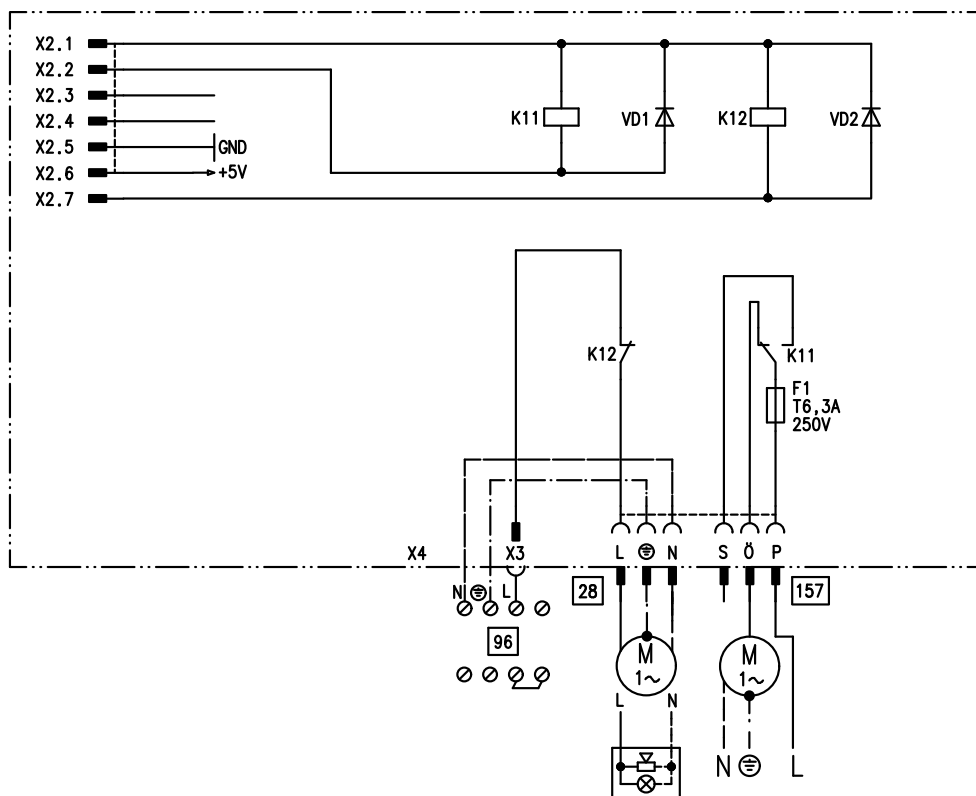 X2.1
X2.2
X2.3
X2.4
X2.5
X2.6
X2.7
GND
+5V
K11
VD1
K12
VD2
K12
K11
F1
T6,3A
250V
X4
X3
L
N
S
Ö
P
N
L
28
157
96
M
1~
M
1~
L
N
N
L